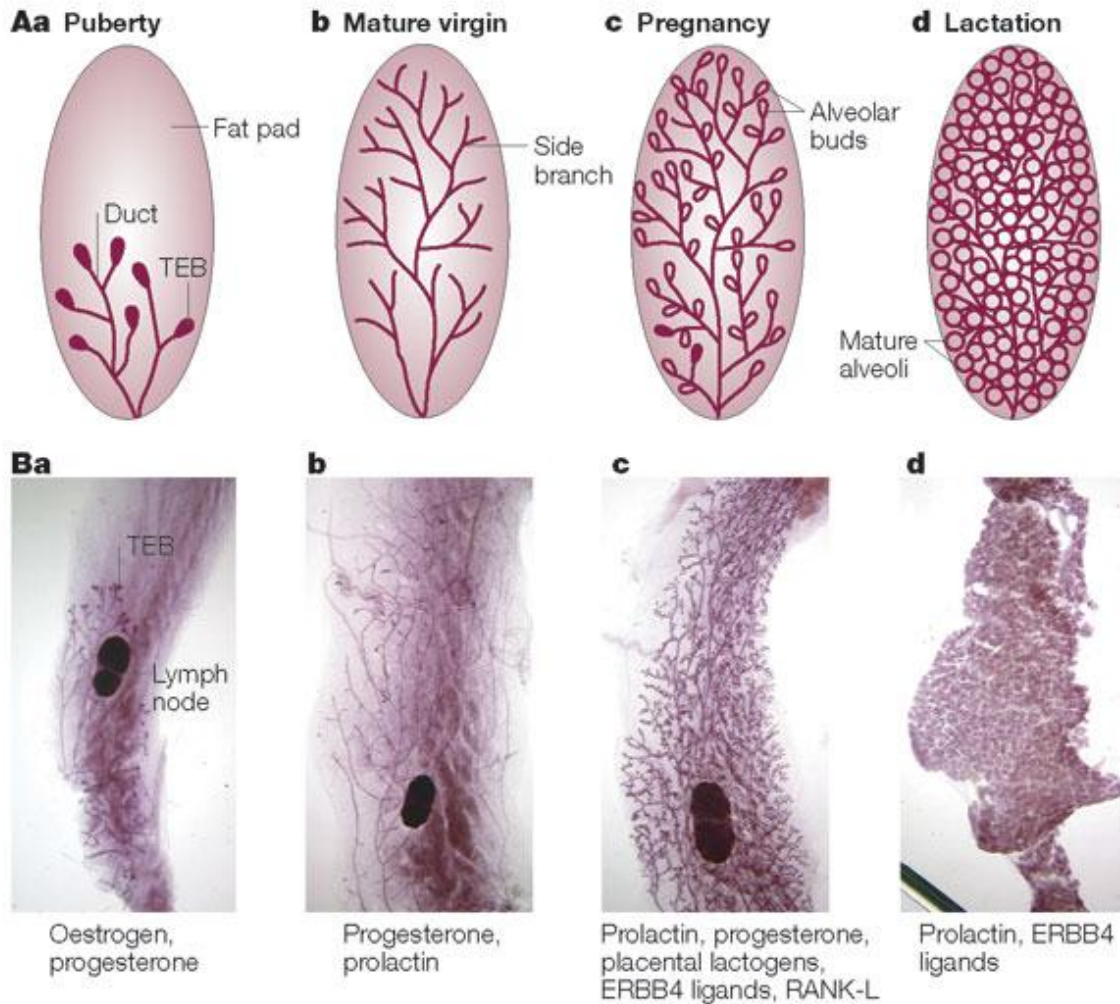 Aa Puberty
b Mature virgin
c Pregnancy
d Lactation
Fat pad
Duct
TEB
Side
branch
Alveolar
buds
Mature
alveoli
Ba
b
c
d
TEB
Lymph
node
Oestrogen,
progesterone
Progesterone,
prolactin
Prolactin, progesterone,
placental lactogens,
ERBB4 ligands, RANK-L
Prolactin, ERBB4
ligands